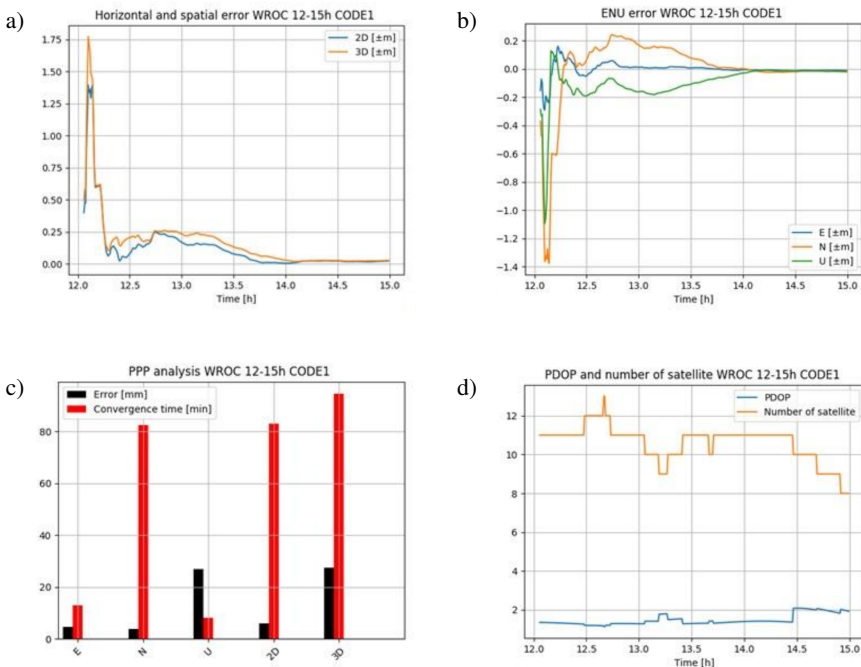 a)
Horizontal and spatial error WROC 12-15h CODE1
2D [±m]
3D [±m]
1.75
1.50
1.25
1.00
0.75
0.50
0.25
0.00
12.0 12.5 13.0 13.5 14.0 14.5 15.0
Time [h]
b)
ENU error WROC 12-15h CODE1
0.2
0.0
−0.2
−0.4
−0.6
−0.8
−1.0
−1.2
−1.4
E [±m]
N [±m]
U [±m]
12.0 12.5 13.0 13.5 14.0 14.5 15.0
Time [h]
c)
PPP analysis WROC 12-15h CODE1
Error [mm]
Convergence time [min]
80
60
40
20
0
E N U 2D 3D
d)
PDOP and number of satellite WROC 12-15h CODE1
PDOP
Number of satellite
12
10
8
6
4
2
12.0 12.5 13.0 13.5 14.0 14.5 15.0
Time [h]